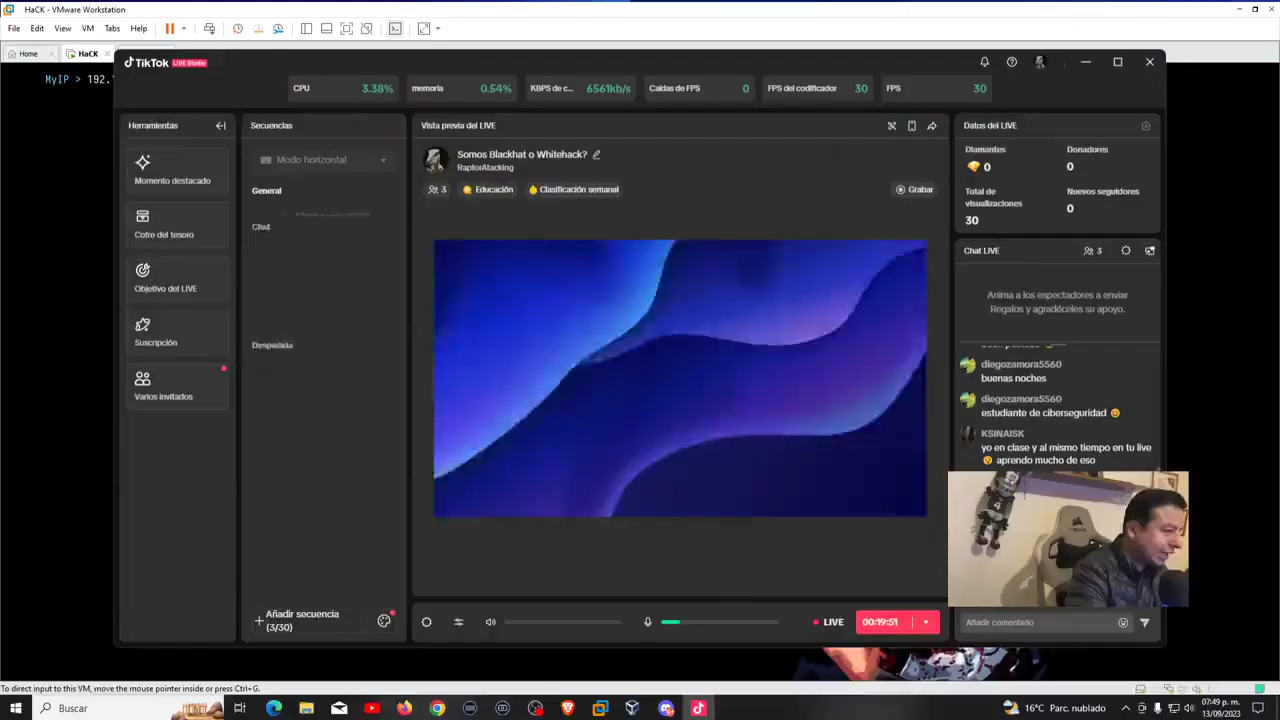 HaCK - VMware Workstation
File Edit View VM Tabs Help
Home HaCK
MyIP > 192.
TikTok LIVE Studio
CPU 3.38% memoria 0.54% KBPS de c... 6561kb/s Caídas de FPS 0 FPS del codificador 30 FPS 30
Herramientas
Momento destacado
Cofre del tesoro
Objetivo del LIVE
Suscripción
Varios invitados
Secuencias
Modo horizontal
General
Chat
Despedida
Añadir secuencia
(3/30)
Vista previa del LIVE
Somos Blackhat o Whitehack?
RaptorAtacking
3 Educación Clasificación semanal Grabar
LIVE 00:19:51
Datos del LIVE
Diamantes Donadores
0 0
Total de visualizaciones Nuevos seguidores
30 0
Chat LIVE 3
Anima a los espectadores a enviar
Regalos y agradéceles su apoyo.
diegozamora5560
buenas noches
diegozamora5560
estudiante de ciberseguridad
KSINAISK
yo en clase y al mismo tiempo en tu live
aprendo mucho de eso
Añadir comentario
To direct input to this VM, move the mouse pointer inside or press Ctrl+G.
Buscar
16°C Parc. nublado
07:49 p. m.
13/09/2023